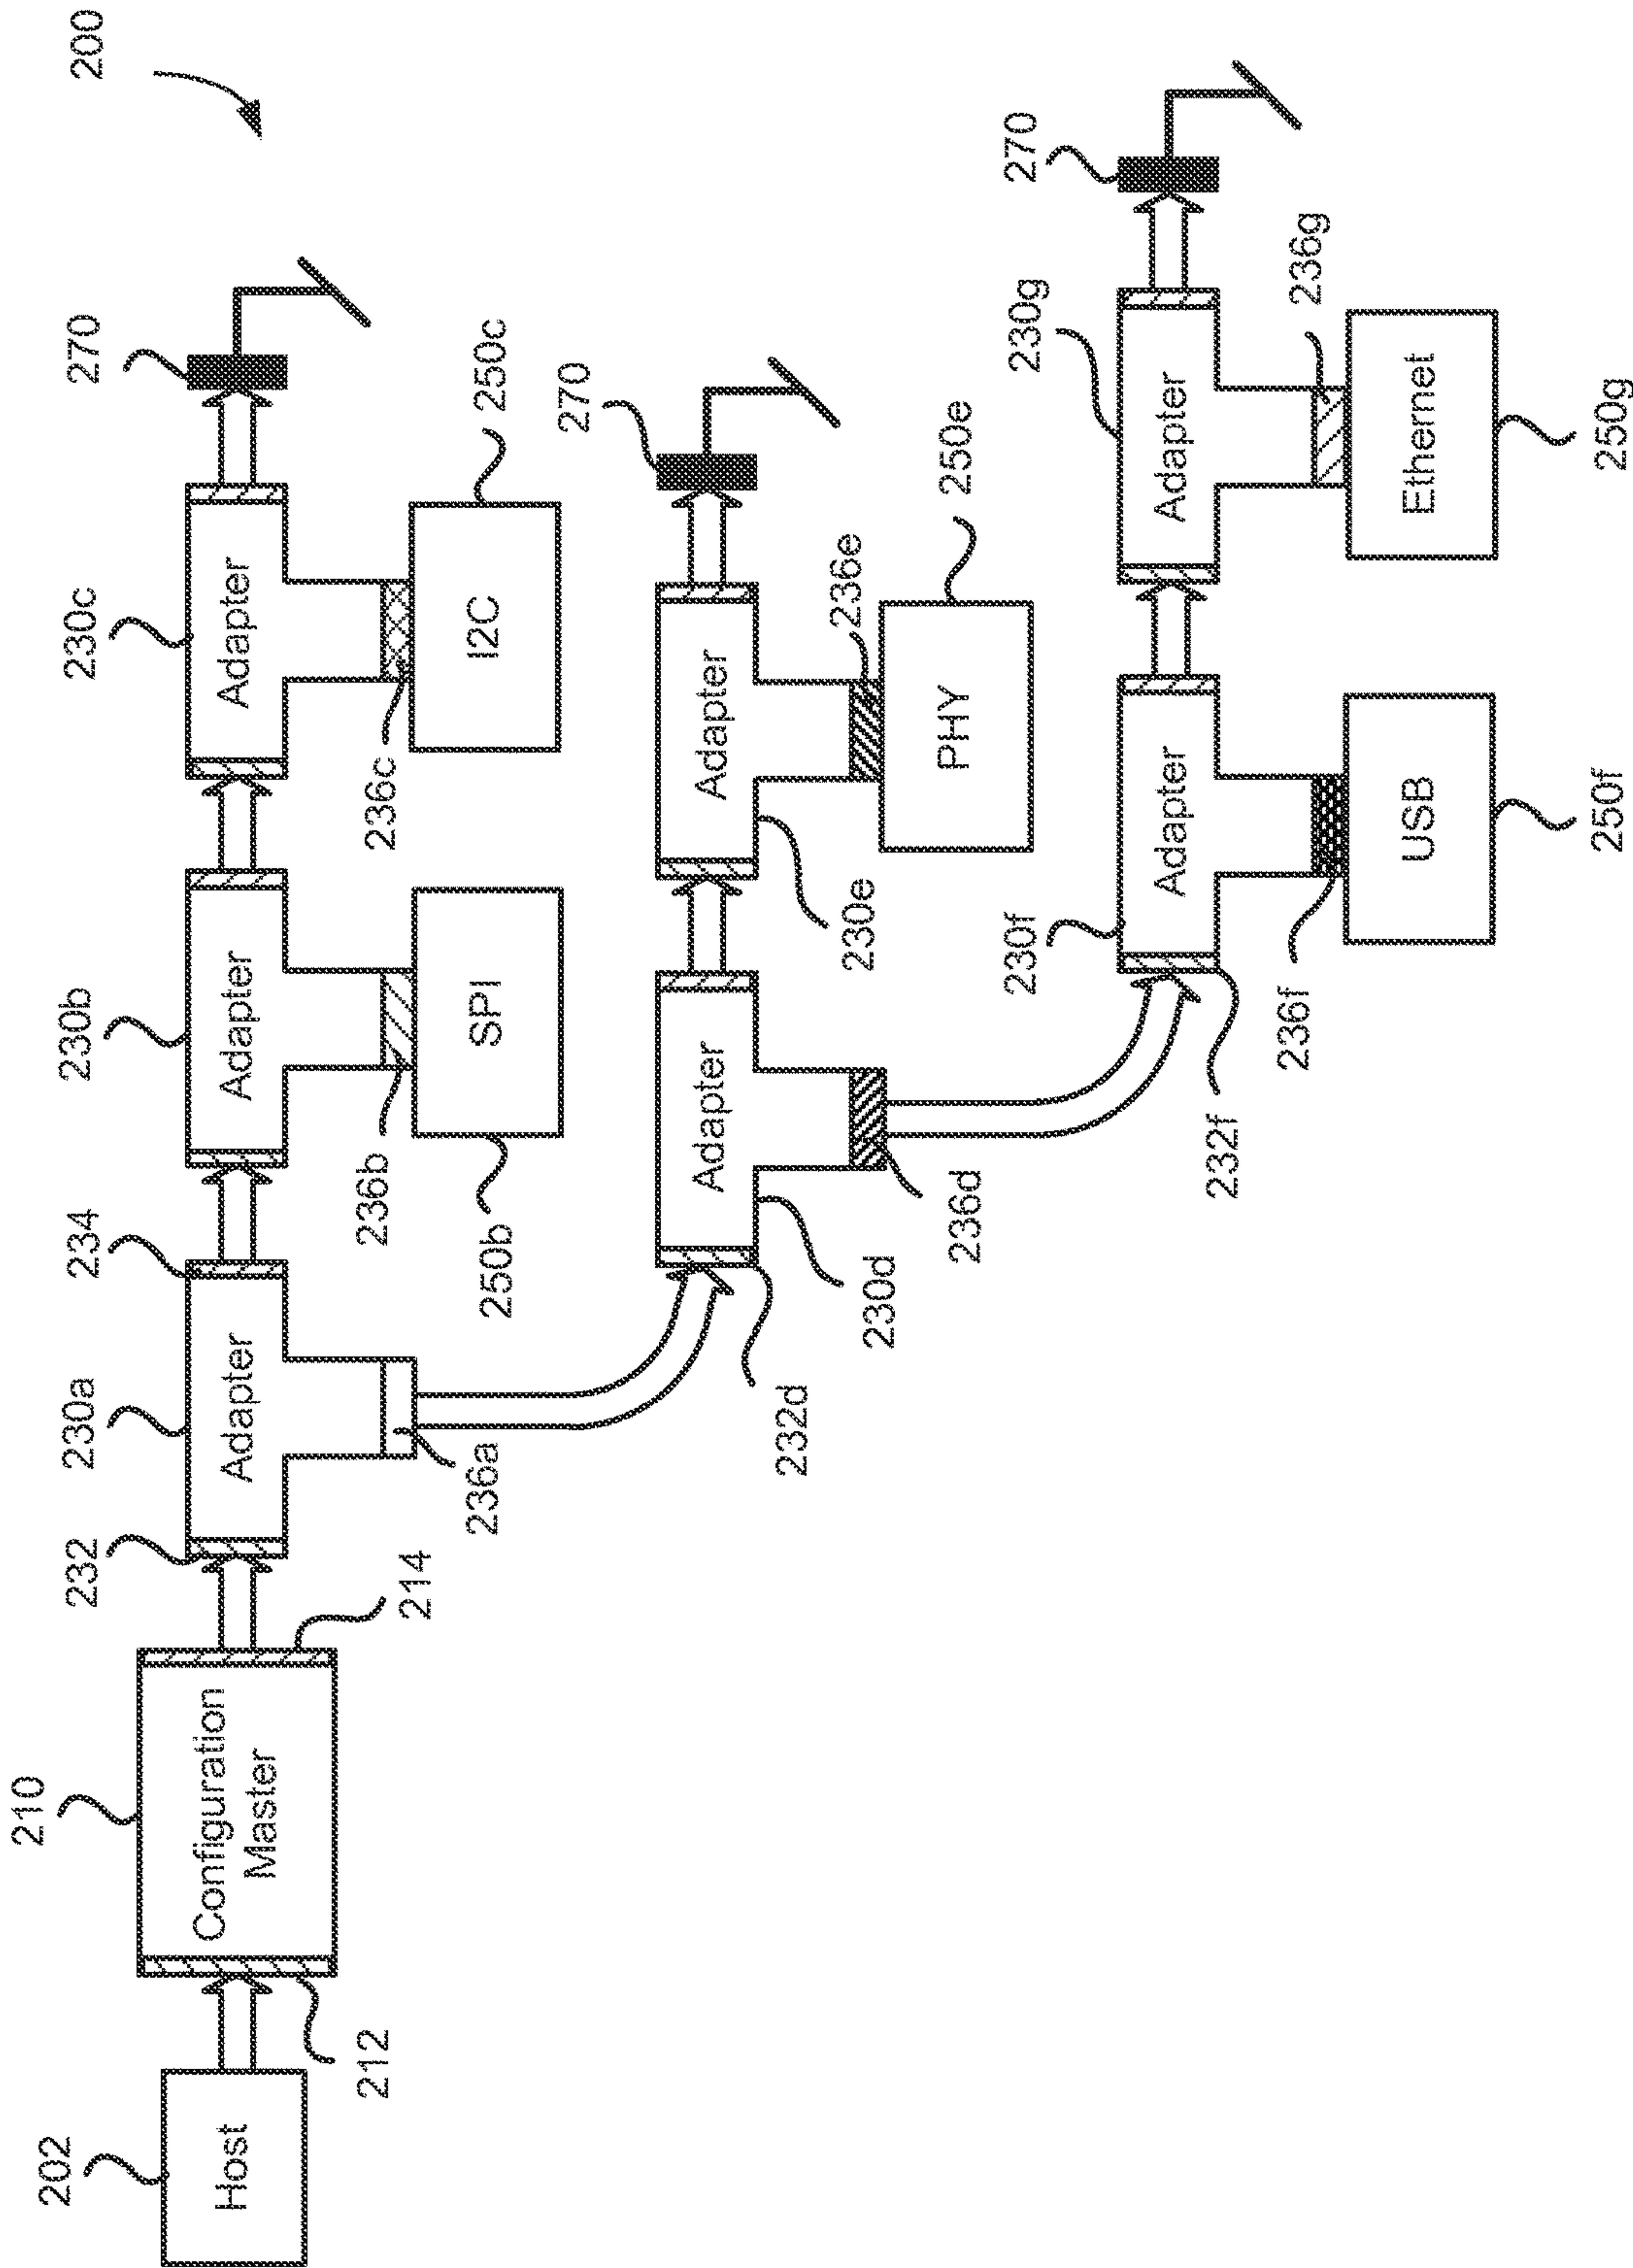 200
202
Host
212
210
Configuration
Master
214
232
230a
Adapter
234
236a
230b
Adapter
236b
SPI
250b
230c
Adapter
236c
I2C
250c
270
232d
Adapter
230d
236d
Adapter
230e
236e
PHY
250e
270
232f
230f
Adapter
236f
USB
250f
230g
Adapter
236g
Ethernet
250g
270